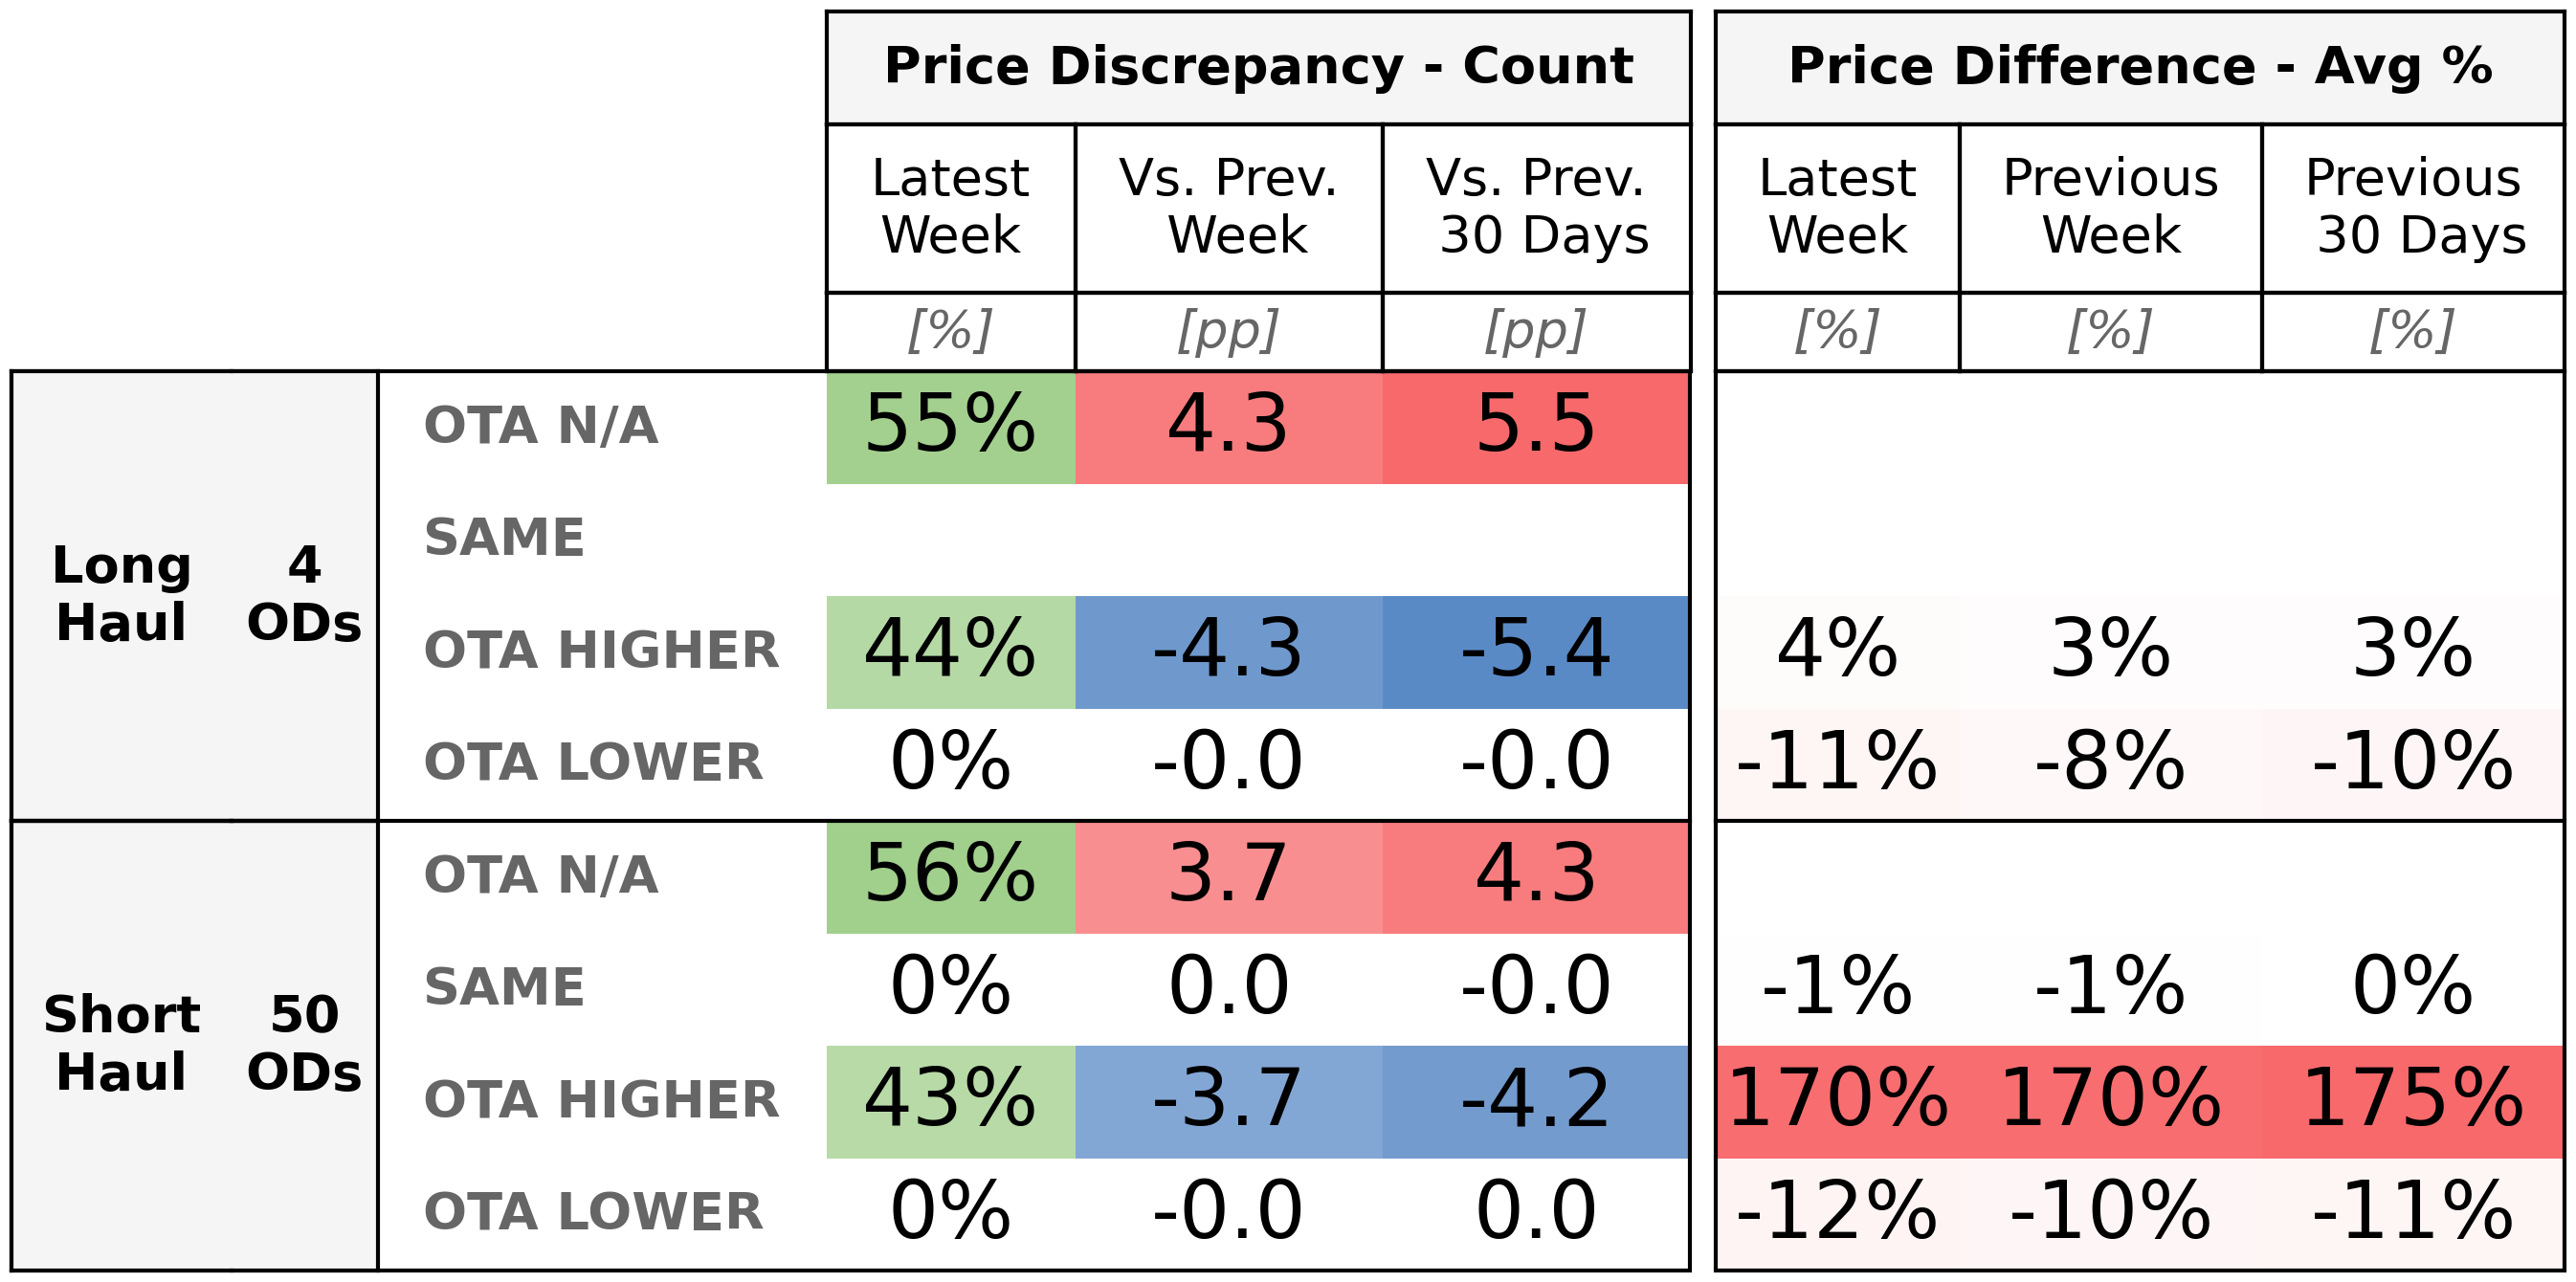 Price Discrepancy - Count Price Difference - Avg %
Latest Week Vs. Prev. Week Vs. Prev. 30 Days Latest Week Previous Week Previous 30 Days
[%] [pp] [pp] [%] [%] [%]
Long Haul 4 ODs
OTA N/A 55% 4.3 5.5
SAME
OTA HIGHER 44% -4.3 -5.4 4% 3% 3%
OTA LOWER 0% -0.0 -0.0 -11% -8% -10%
Short Haul 50 ODs
OTA N/A 56% 3.7 4.3
SAME 0% 0.0 -0.0 -1% -1% 0%
OTA HIGHER 43% -3.7 -4.2 170% 170% 175%
OTA LOWER 0% -0.0 0.0 -12% -10% -11%